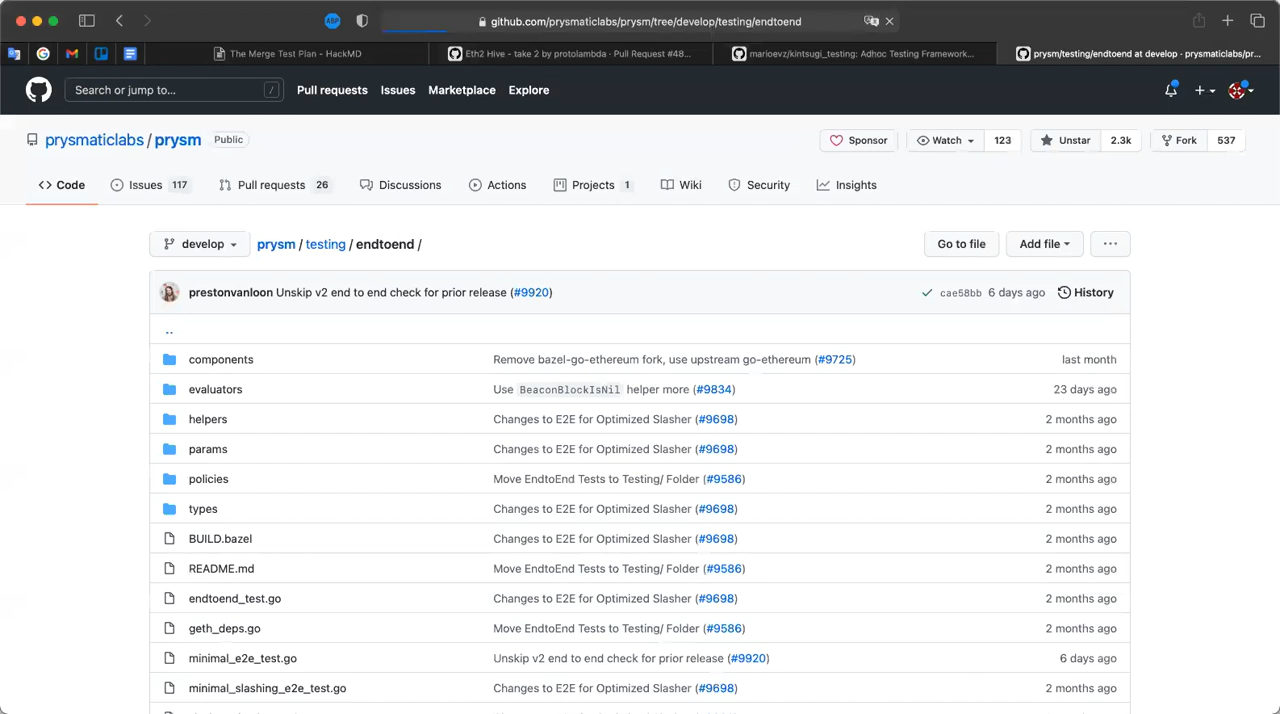 ABP github.com/prysmaticlabs/prysm/tree/develop/testing/endtoend
The Merge Test Plan - HackMD Eth2 Hive - take 2 by protolambda · Pull Request #48... marioevz/kintsugi_testing: Adhoc Testing Framework... prysm/testing/endtoend at develop · prysmaticlabs/pr...
Search or jump to... / Pull requests Issues Marketplace Explore
prysmaticlabs / prysm Public Sponsor Watch 123 Unstar 2.3k Fork 537
Code Issues 117 Pull requests 26 Discussions Actions Projects 1 Wiki Security Insights
develop prysm / testing / endtoend / Go to file Add file ...
prestonvanloon Unskip v2 end to end check for prior release (#9920) cae58bb 6 days ago History
..
components Remove bazel-go-ethereum fork, use upstream go-ethereum (#9725) last month
evaluators Use BeaconBlockIsNil helper more (#9834) 23 days ago
helpers Changes to E2E for Optimized Slasher (#9698) 2 months ago
params Changes to E2E for Optimized Slasher (#9698) 2 months ago
policies Move EndtoEnd Tests to Testing/ Folder (#9586) 2 months ago
types Changes to E2E for Optimized Slasher (#9698) 2 months ago
BUILD.bazel Changes to E2E for Optimized Slasher (#9698) 2 months ago
README.md Move EndtoEnd Tests to Testing/ Folder (#9586) 2 months ago
endtoend_test.go Changes to E2E for Optimized Slasher (#9698) 2 months ago
geth_deps.go Move EndtoEnd Tests to Testing/ Folder (#9586) 2 months ago
minimal_e2e_test.go Unskip v2 end to end check for prior release (#9920) 6 days ago
minimal_slashing_e2e_test.go Changes to E2E for Optimized Slasher (#9698) 2 months ago